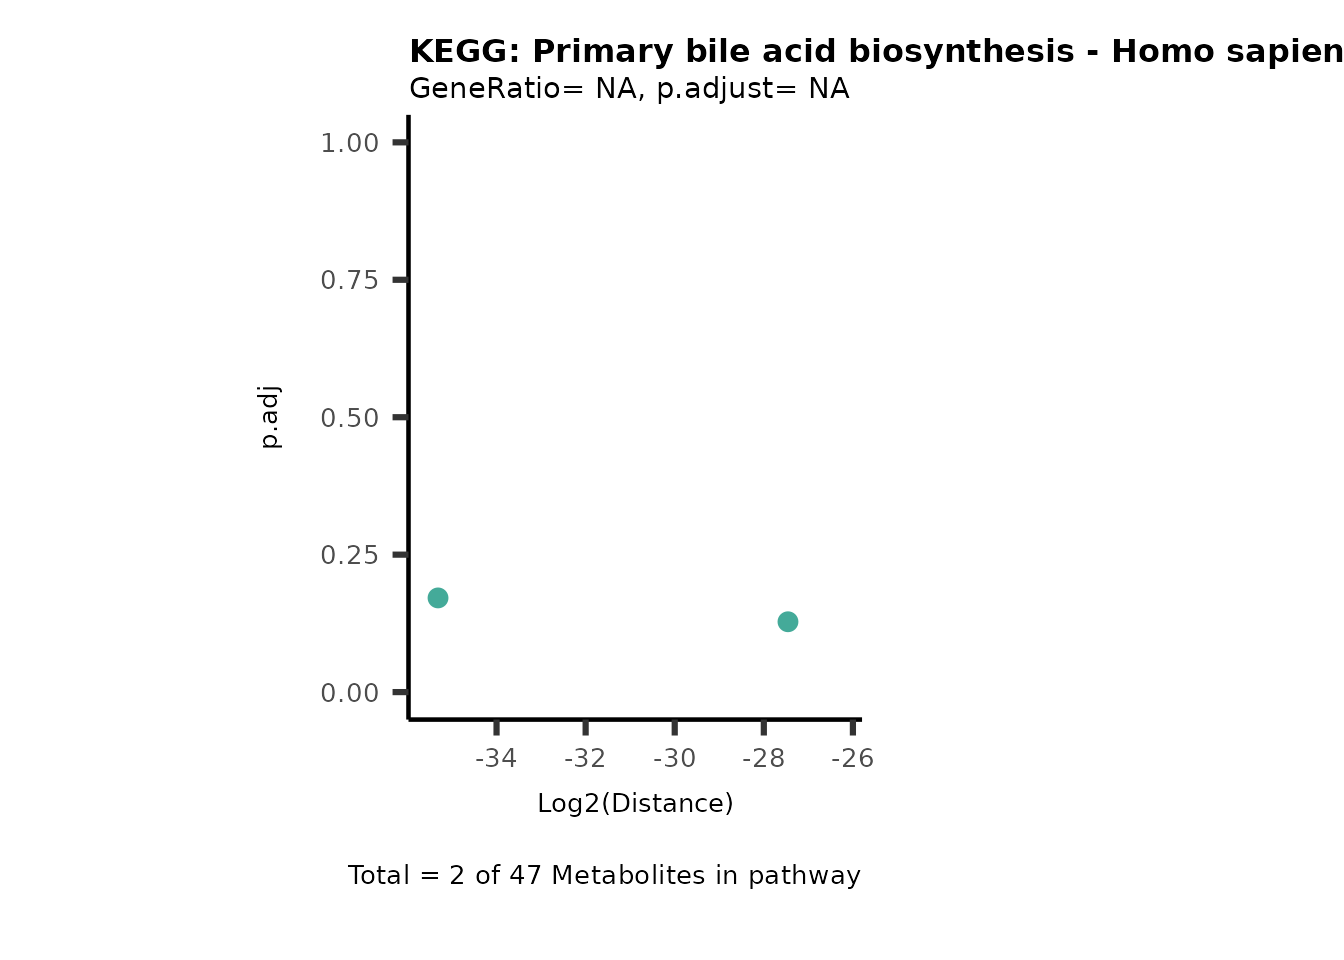 KEGG: Primary bile acid biosynthesis - Homo sapien
GeneRatio= NA, p.adjust= NA
1.00
0.75
0.50
0.25
0.00
p.adj
-34 -32 -30 -28 -26
Log2(Distance)
Total = 2 of 47 Metabolites in pathway